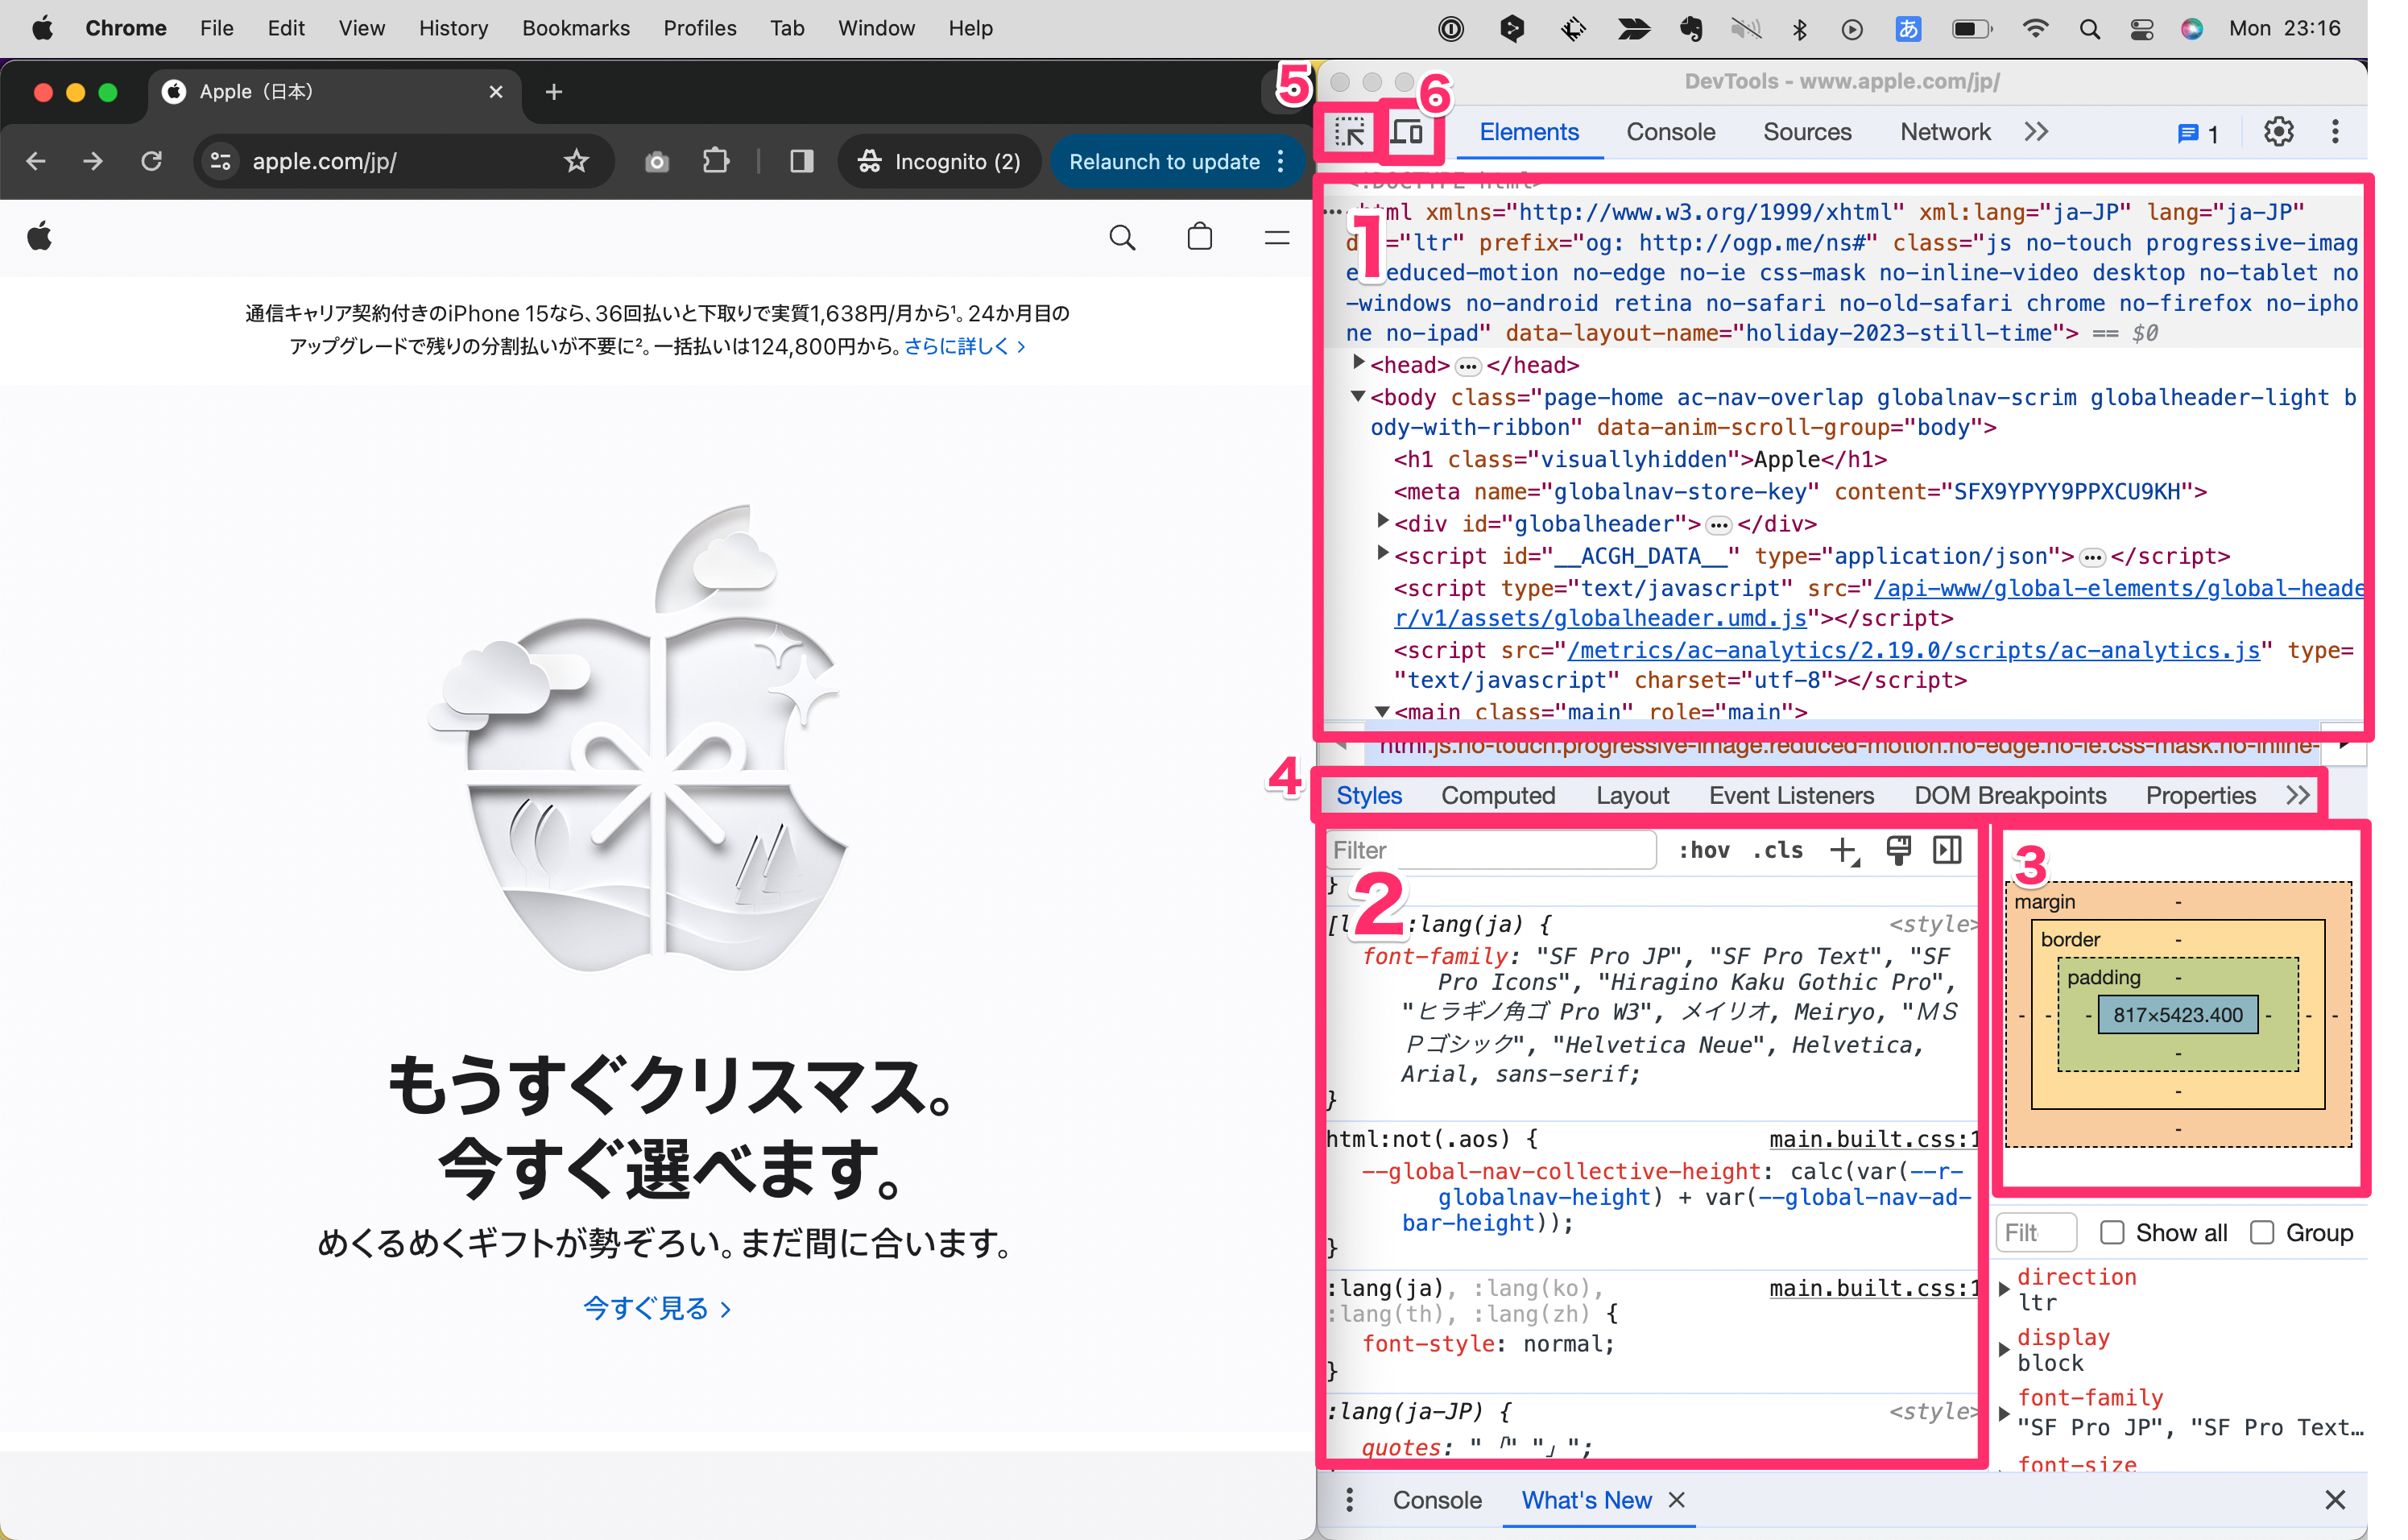 Chrome File Edit View History Bookmarks Profiles Tab Window Help
あ Mon 23:16
Apple（日本）
apple.com/jp/
Incognito (2)
Relaunch to update
通信キャリア契約付きのiPhone 15なら、36回払いと下取りで実質1,638円/月から¹。24か月目の
アップグレードで残りの分割払いが不要に²。一括払いは124,800円から。さらに詳しく >
もうすぐクリスマス。
今すぐ選べます。
めくるめくギフトが勢ぞろい。まだ間に合います。
今すぐ見る >
5
6
DevTools - www.apple.com/jp/
Elements Console Sources Network >> 1
<!DOCTYPE html>
1
html xmlns="http://www.w3.org/1999/xhtml" xml:lang="ja-JP" lang="ja-JP"
="ltr" prefix="og: http://ogp.me/ns#" class="js no-touch progressive-imag
e reduced-motion no-edge no-ie css-mask no-inline-video desktop no-tablet no
-windows no-android retina no-safari no-old-safari chrome no-firefox no-ipho
ne no-ipad" data-layout-name="holiday-2023-still-time"> == $0
<head> ••• </head>
<body class="page-home ac-nav-overlap globalnav-scrim globalheader-light b
ody-with-ribbon" data-anim-scroll-group="body">
<h1 class="visuallyhidden">Apple</h1>
<meta name="globalnav-store-key" content="SFX9YPYY9PPXCU9KH">
<div id="globalheader"> ••• </div>
<script id="__ACGH_DATA__" type="application/json"> ••• </script>
<script type="text/javascript" src="/api-www/global-elements/global-heade
r/v1/assets/globalheader.umd.js"></script>
<script src="/metrics/ac-analytics/2.19.0/scripts/ac-analytics.js" type=
"text/javascript" charset="utf-8"></script>
<main class="main" role="main">
html.js.no-touch.progressive-image.reduced-motion.no-edge.no-ie.css-mask.no-inline-
4
Styles Computed Layout Event Listeners DOM Breakpoints Properties >>
Filter :hov .cls
}
2
:lang(ja) { <style>
font-family: "SF Pro JP", "SF Pro Text", "SF
Pro Icons", "Hiragino Kaku Gothic Pro",
"ヒラギノ角ゴ Pro W3", メイリオ, Meiryo, "ＭＳ
Ｐゴシック", "Helvetica Neue", Helvetica,
Arial, sans-serif;
}
html:not(.aos) { main.built.css:1
--global-nav-collective-height: calc(var(--r-
globalnav-height) + var(--global-nav-ad-
bar-height));
}
:lang(ja), :lang(ko), main.built.css:1
:lang(th), :lang(zh) {
font-style: normal;
}
:lang(ja-JP) { <style>
quotes: "「" "」";
3
margin -
border -
padding -
- - - 817×5423.400 - - -
-
-
-
Filt Show all Group
direction
ltr
display
block
font-family
"SF Pro JP", "SF Pro Text…
font-size
Console What's New